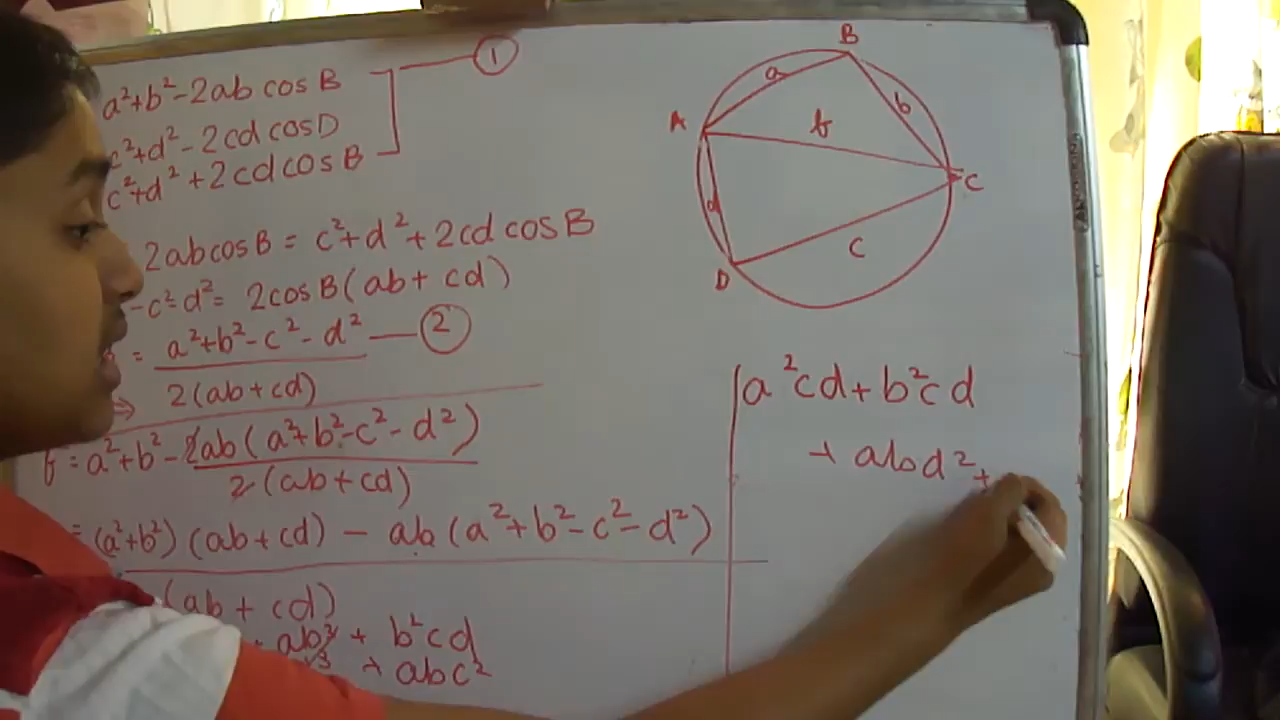 a²+b²-2ab cos B
①
c²+d²-2cd cos D
c²+d²+2cd cos B
2ab cos B = c²+d²+2cd cos B
-c²-d² = 2cos B(ab+cd)
= a²+b²-c²-d² — ②
2(ab+cd)
⇒
= a²+b²-2ab(a²+b²-c²-d²)
2(ab+cd)
= (a²+b²)(ab+cd) - ab(a²+b²-c²-d²)
(ab+cd)
+ b²cd
+ abc²
B
a
b
A
d
C
c
D
a²cd+b²cd
+ abd²+